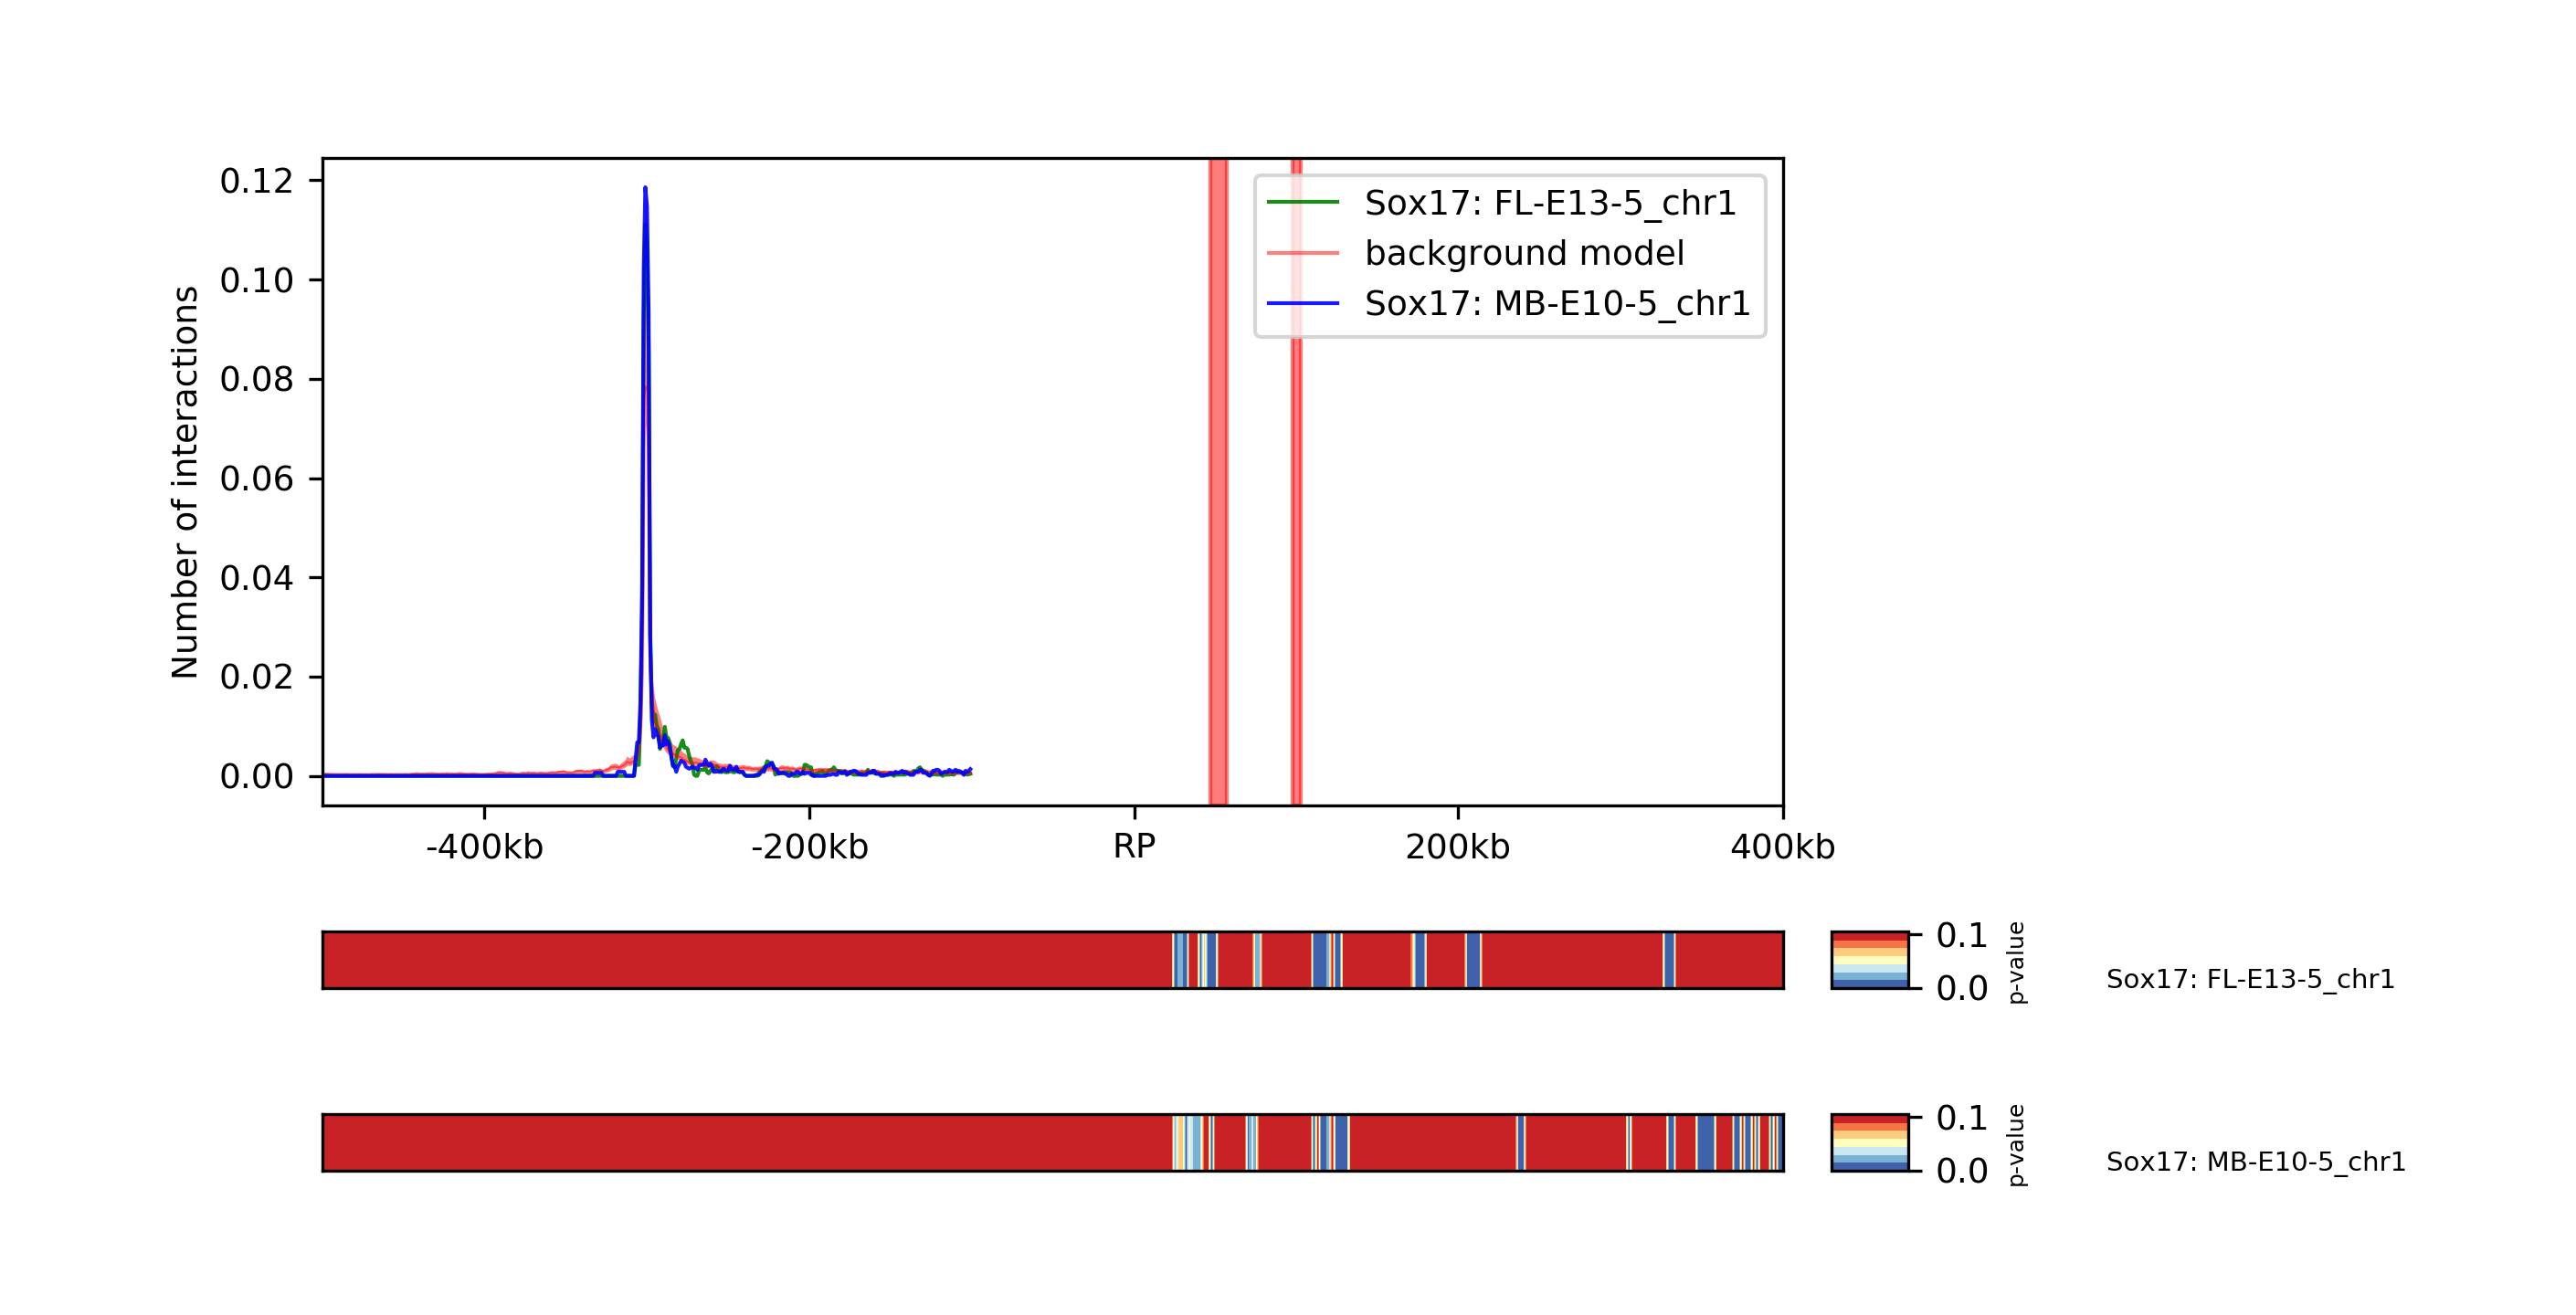 0.12
0.10
0.08
0.06
0.04
0.02
0.00
Number of interactions
Sox17: FL-E13-5_chr1
background model
Sox17: MB-E10-5_chr1
-400kb
-200kb
RP
200kb
400kb
0.1
0.0
p-value
Sox17: FL-E13-5_chr1
0.1
0.0
p-value
Sox17: MB-E10-5_chr1